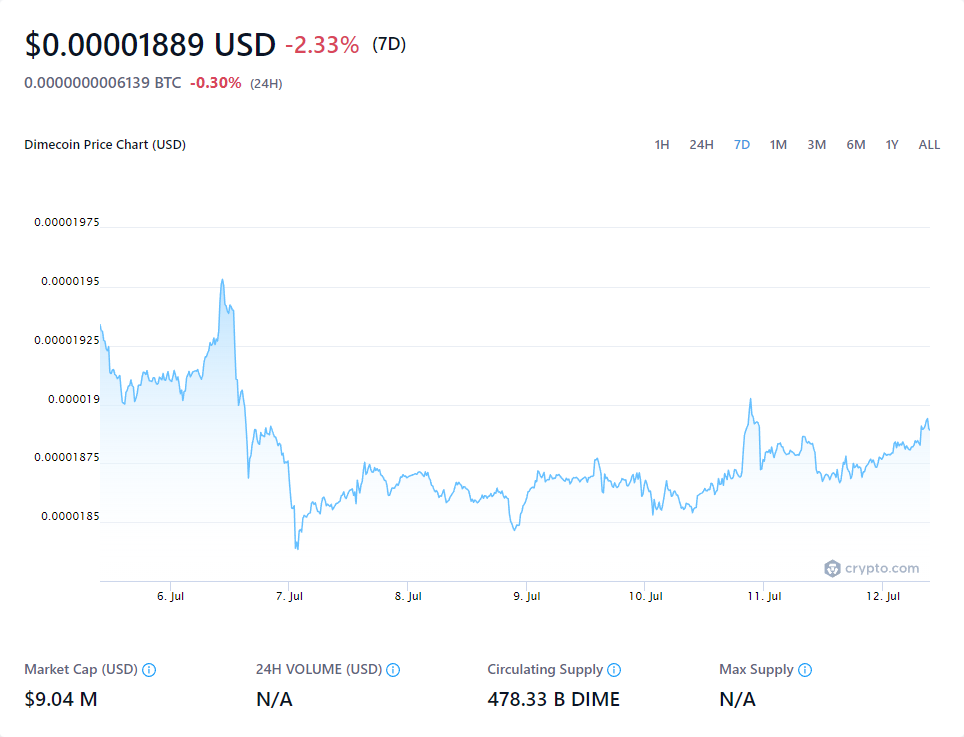 $0.00001889 USD -2.33% (7D)
0.0000000006139 BTC -0.30% (24H)
Dimecoin Price Chart (USD) 1H 24H 7D 1M 3M 6M 1Y ALL
0.00001975
0.0000195
0.00001925
0.000019
0.00001875
0.0000185
crypto.com
6. Jul 7. Jul 8. Jul 9. Jul 10. Jul 11. Jul 12. Jul
Market Cap (USD) 24H VOLUME (USD) Circulating Supply Max Supply
$9.04 M N/A 478.33 B DIME N/A